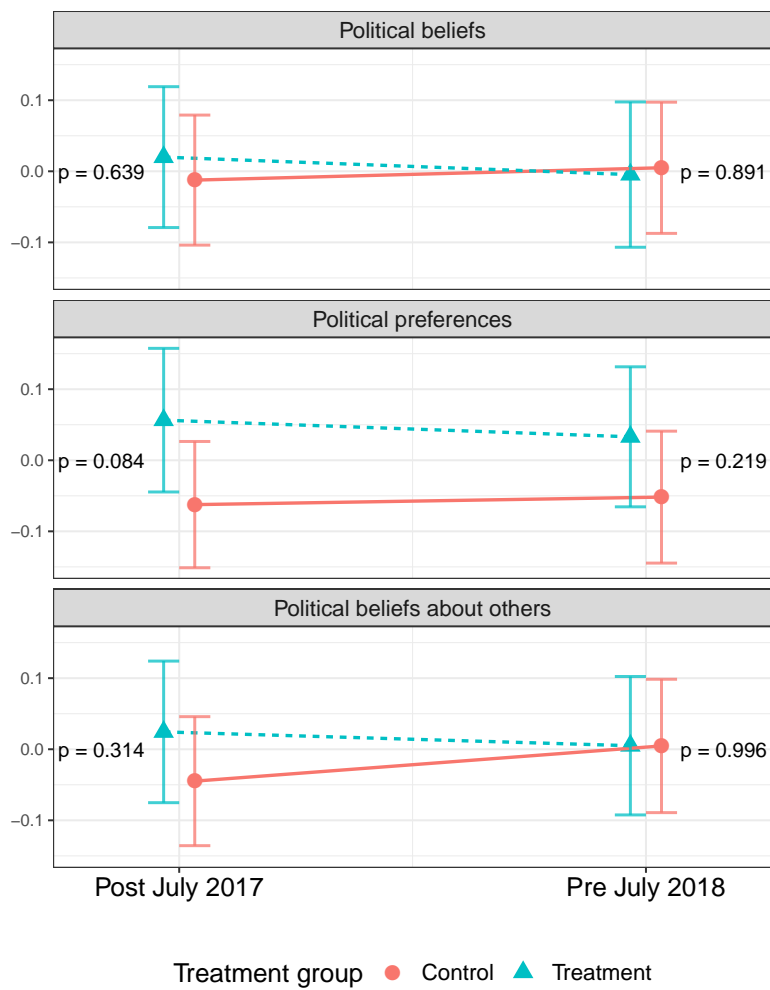 Political beliefs
0.1
0.0
−0.1
p = 0.639
p = 0.891
Political preferences
0.1
0.0
−0.1
p = 0.084
p = 0.219
Political beliefs about others
0.1
0.0
−0.1
p = 0.314
p = 0.996
Post July 2017
Pre July 2018
Treatment group Control Treatment